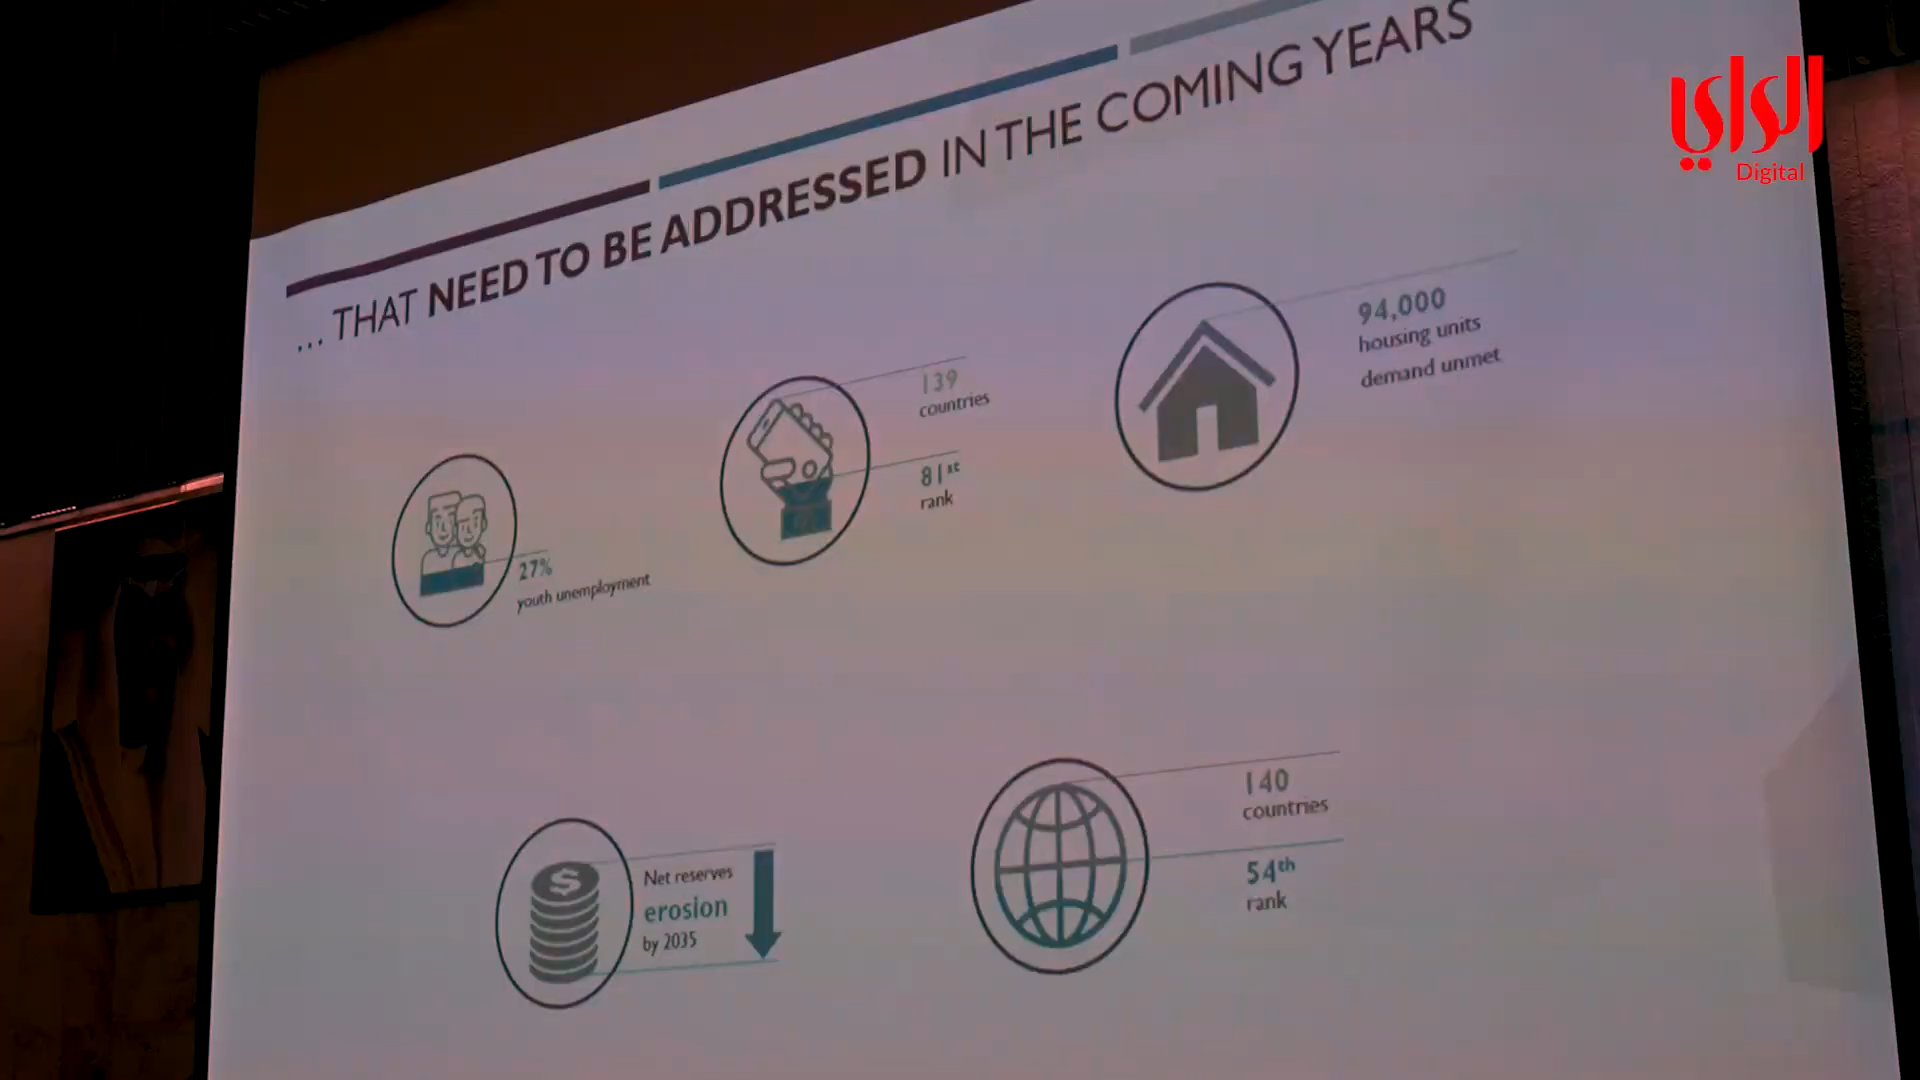 ... THAT NEED TO BE ADDRESSED IN THE COMING YEARS
الراي
Digital
94,000
housing units
demand unmet
139
countries
81st
rank
27%
youth unemployment
Net reserves
erosion
by 2035
140
countries
54th
rank